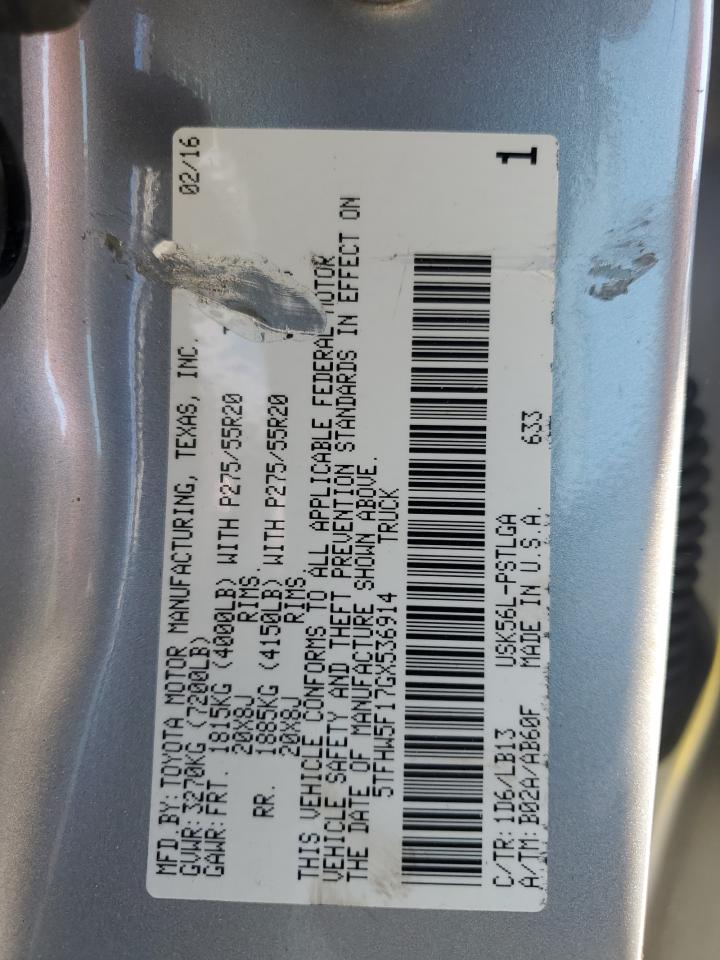 MFD.BY:TOYOTA MOTOR MANUFACTURING, TEXAS, INC. 02/16
GVWR:3270KG (7200LB)
GAWR:FRT. 1815KG (4000LB) WITH P275/55R20
20X8J RIMS
RR. 1885KG (4150LB) WITH P275/55R20
20X8J RIMS
THIS VEHICLE CONFORMS TO ALL APPLICABLE FEDERAL MOTOR
VEHICLE SAFETY AND THEFT PREVENTION STANDARDS IN EFFECT ON
THE DATE OF MANUFACTURE SHOWN ABOVE.
5TFHW5F17GX536914 TRUCK
C/TR:1D6/LB13 USK56L-PSTLGA 633
A/TM:B02A/AB60F MADE IN U.S.A.
1